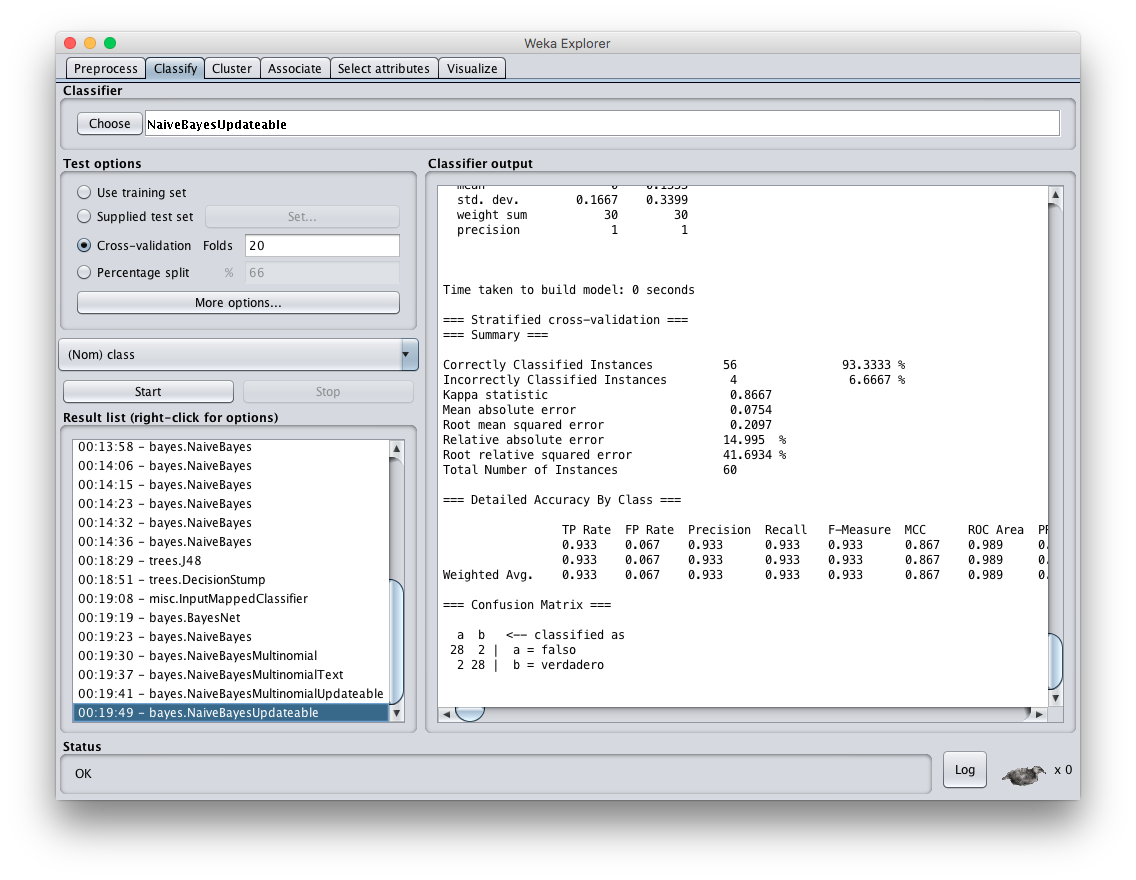 Weka Explorer
Preprocess Classify Cluster Associate Select attributes Visualize
Classifier
Choose NaiveBayesUpdateable
Test options
Use training set
Supplied test set Set...
Cross-validation Folds 20
Percentage split % 66
More options...
(Nom) class
Start Stop
Result list (right-click for options)
00:13:58 - bayes.NaiveBayes
00:14:06 - bayes.NaiveBayes
00:14:15 - bayes.NaiveBayes
00:14:23 - bayes.NaiveBayes
00:14:32 - bayes.NaiveBayes
00:14:36 - bayes.NaiveBayes
00:18:29 - trees.J48
00:18:51 - trees.DecisionStump
00:19:08 - misc.InputMappedClassifier
00:19:19 - bayes.BayesNet
00:19:23 - bayes.NaiveBayes
00:19:30 - bayes.NaiveBayesMultinomial
00:19:37 - bayes.NaiveBayesMultinomialText
00:19:41 - bayes.NaiveBayesMultinomialUpdateable
00:19:49 - bayes.NaiveBayesUpdateable
Classifier output
std. dev. 0.1667 0.3399
weight sum 30 30
precision 1 1
Time taken to build model: 0 seconds
=== Stratified cross-validation ===
=== Summary ===
Correctly Classified Instances 56 93.3333 %
Incorrectly Classified Instances 4 6.6667 %
Kappa statistic 0.8667
Mean absolute error 0.0754
Root mean squared error 0.2097
Relative absolute error 14.995 %
Root relative squared error 41.6934 %
Total Number of Instances 60
=== Detailed Accuracy By Class ===
TP Rate FP Rate Precision Recall F-Measure MCC ROC Area
0.933 0.067 0.933 0.933 0.933 0.867 0.989 0.
0.933 0.067 0.933 0.933 0.933 0.867 0.989 0.
Weighted Avg. 0.933 0.067 0.933 0.933 0.933 0.867 0.989 0.
=== Confusion Matrix ===
a b <-- classified as
28 2 | a = falso
2 28 | b = verdadero
Status
OK
Log x 0